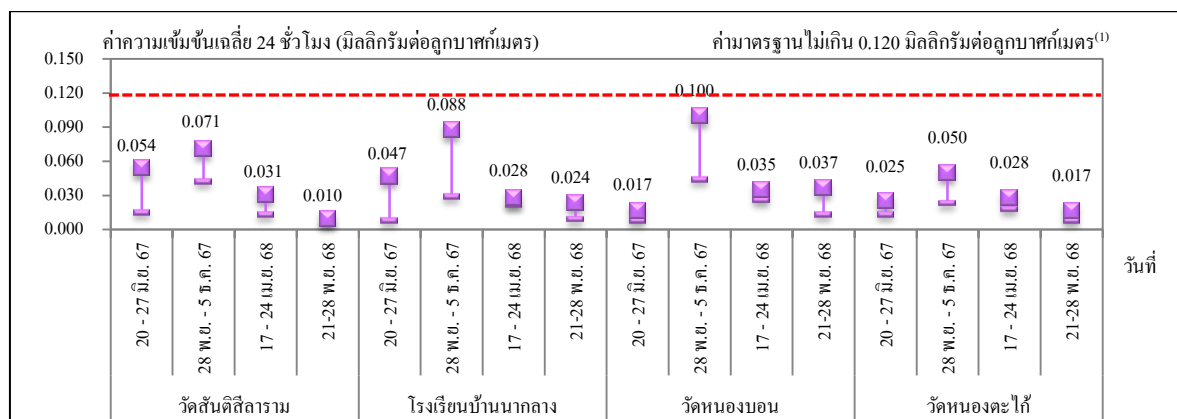 ค่าความเข้มข้นเฉลี่ย 24 ชั่วโมง (มิลลิกรัมต่อลูกบาศก์เมตร) ค่ามาตรฐานไม่เกิน 0.120 มิลลิกรัมต่อลูกบาศก์เมตร⁽¹⁾
0.150
0.120
0.090
0.060
0.030
0.000
0.054
0.071
0.031
0.010
0.047
0.088
0.028
0.024
0.017
0.100
0.035
0.037
0.025
0.050
0.028
0.017
วันที่
20 - 27 มิ.ย. 67
28 พ.ย. - 5 ธ.ค. 67
17 - 24 เม.ย. 68
21-28 พ.ย. 68
20 - 27 มิ.ย. 67
28 พ.ย. - 5 ธ.ค. 67
17 - 24 เม.ย. 68
21-28 พ.ย. 68
20 - 27 มิ.ย. 67
28 พ.ย. - 5 ธ.ค. 67
17 - 24 เม.ย. 68
21-28 พ.ย. 68
20 - 27 มิ.ย. 67
28 พ.ย. - 5 ธ.ค. 67
17 - 24 เม.ย. 68
21-28 พ.ย. 68
วัดสันติสีลาราม โรงเรียนบ้านนากลาง วัดหนองบอน วัดหนองตะไก้